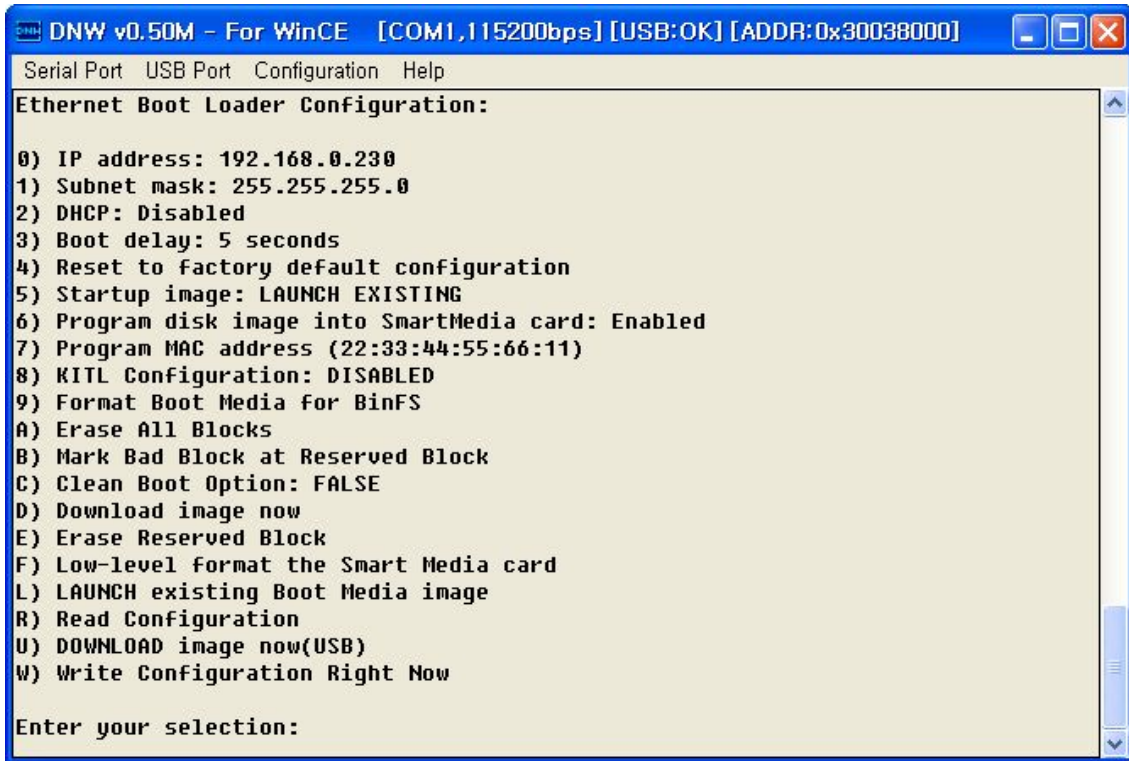 DNW v0.50M - For WinCE [COM1,115200bps][USB:OK][ADDR:0x30038000]
Serial Port USB Port Configuration Help
Ethernet Boot Loader Configuration:
0) IP address: 192.168.0.230
1) Subnet mask: 255.255.255.0
2) DHCP: Disabled
3) Boot delay: 5 seconds
4) Reset to factory default configuration
5) Startup image: LAUNCH EXISTING
6) Program disk image into SmartMedia card: Enabled
7) Program MAC address (22:33:44:55:66:11)
8) KITL Configuration: DISABLED
9) Format Boot Media for BinFS
A) Erase All Blocks
B) Mark Bad Block at Reserved Block
C) Clean Boot Option: FALSE
D) Download image now
E) Erase Reserved Block
F) Low-level format the Smart Media card
L) LAUNCH existing Boot Media image
R) Read Configuration
U) DOWNLOAD image now(USB)
W) Write Configuration Right Now
Enter your selection: